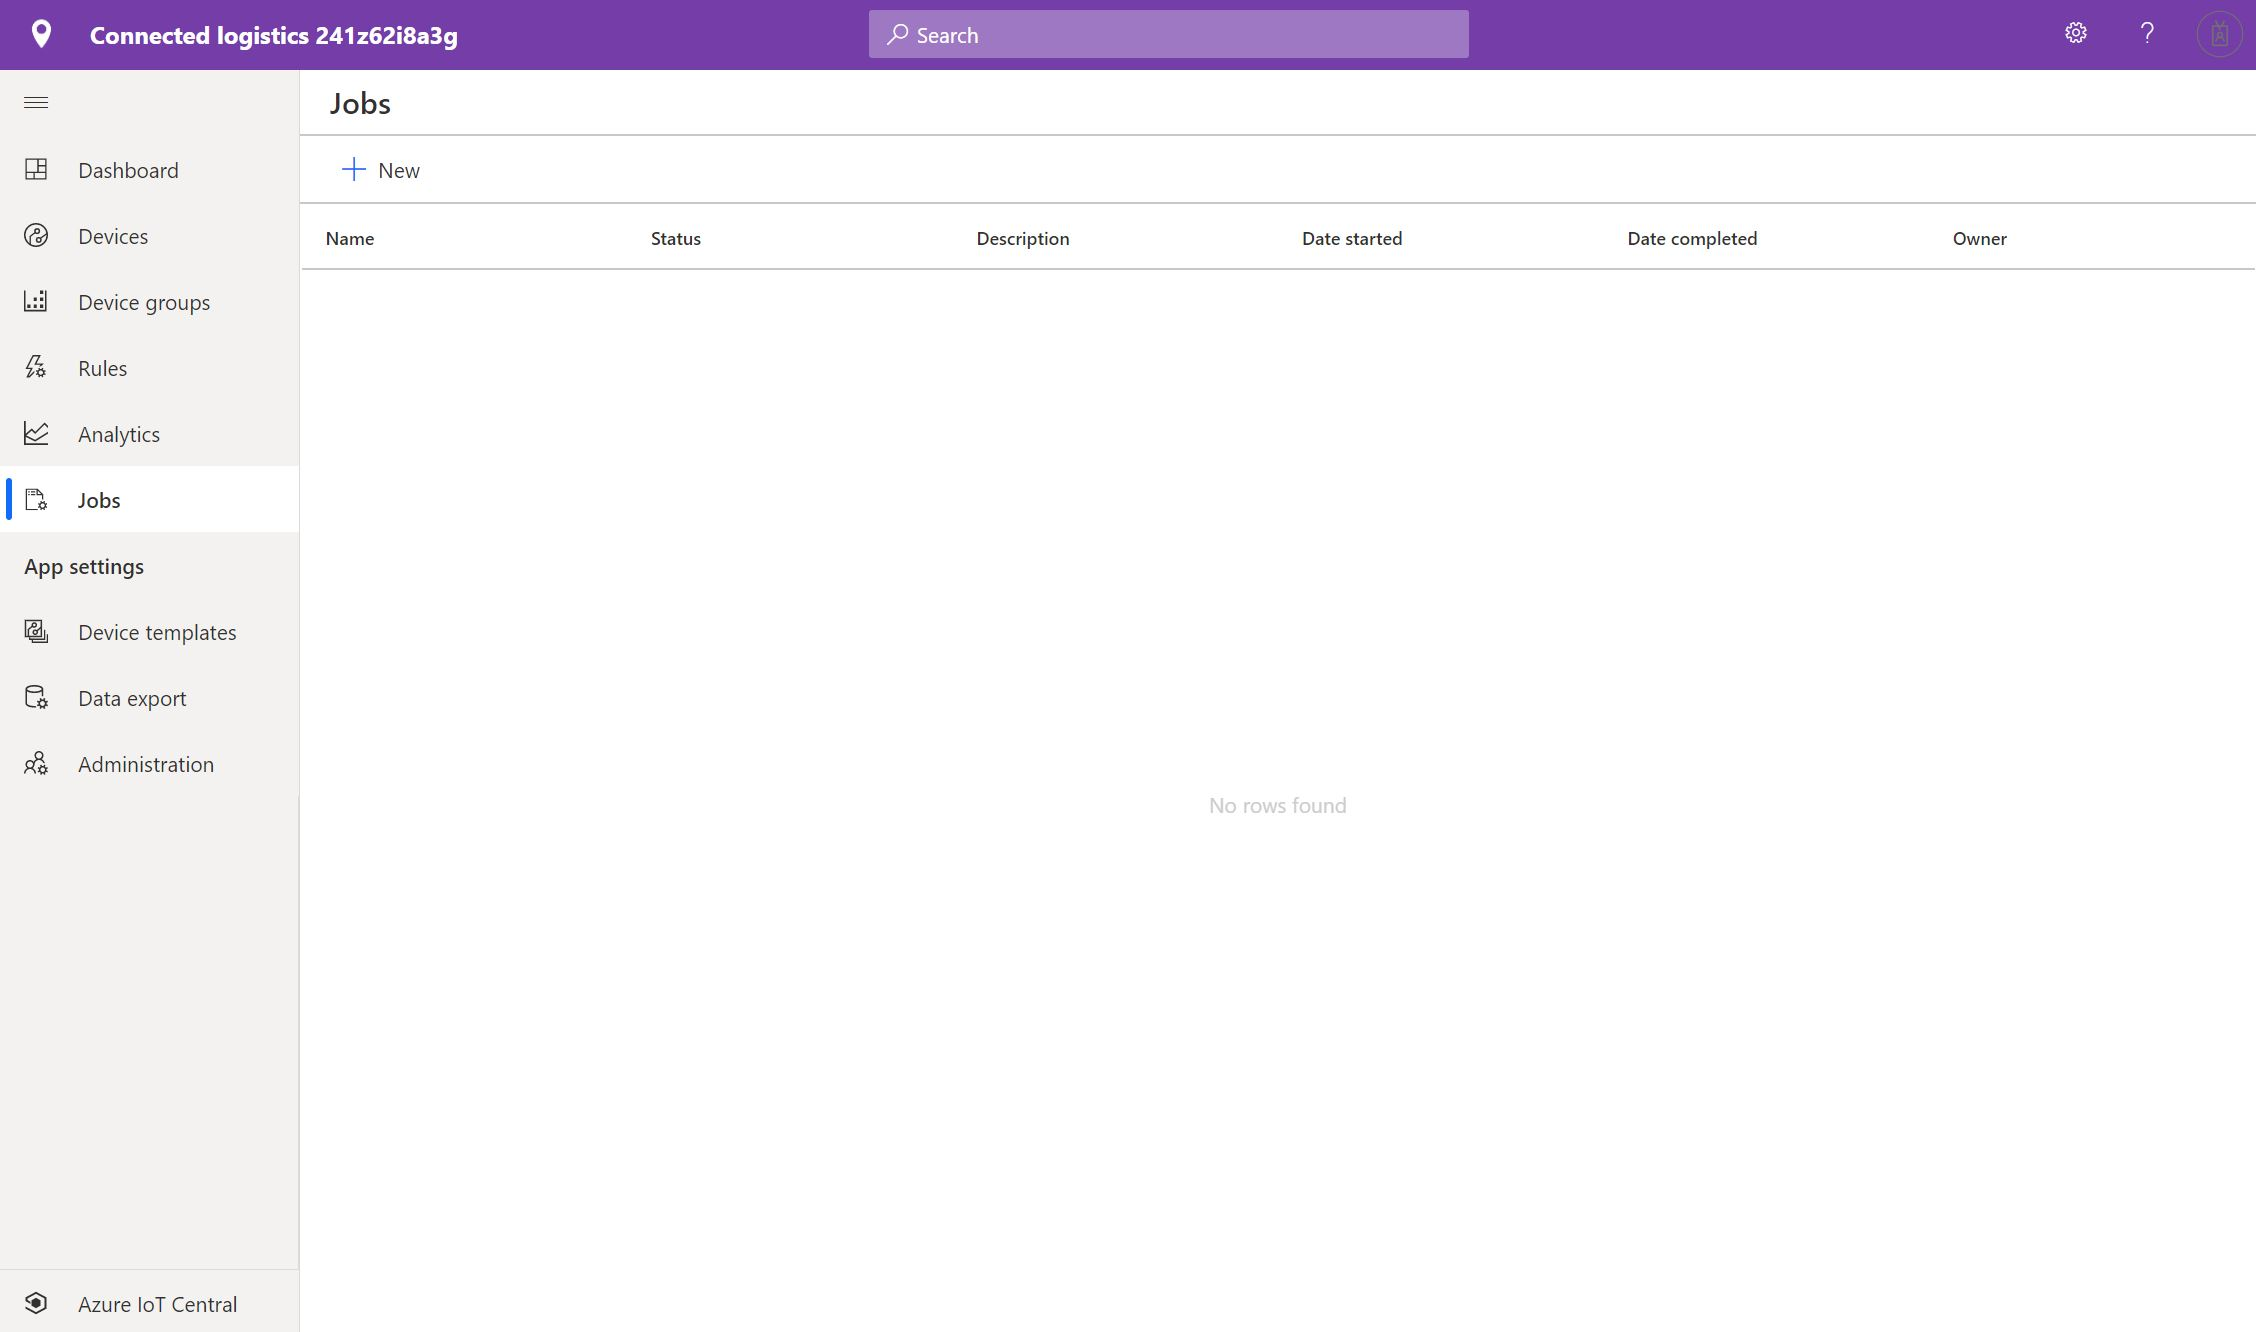 Connected logistics 241z62i8a3g
Search
?
Jobs
New
Name Status Description Date started Date completed Owner
No rows found
Dashboard
Devices
Device groups
Rules
Analytics
Jobs
App settings
Device templates
Data export
Administration
Azure IoT Central